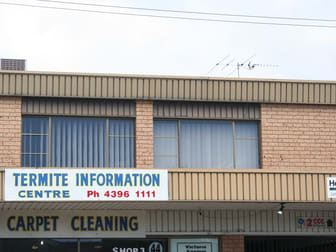 TERMITE INFORMATION
CENTRE Ph 4396 1111
CARPET CLEANING
SHOP 3